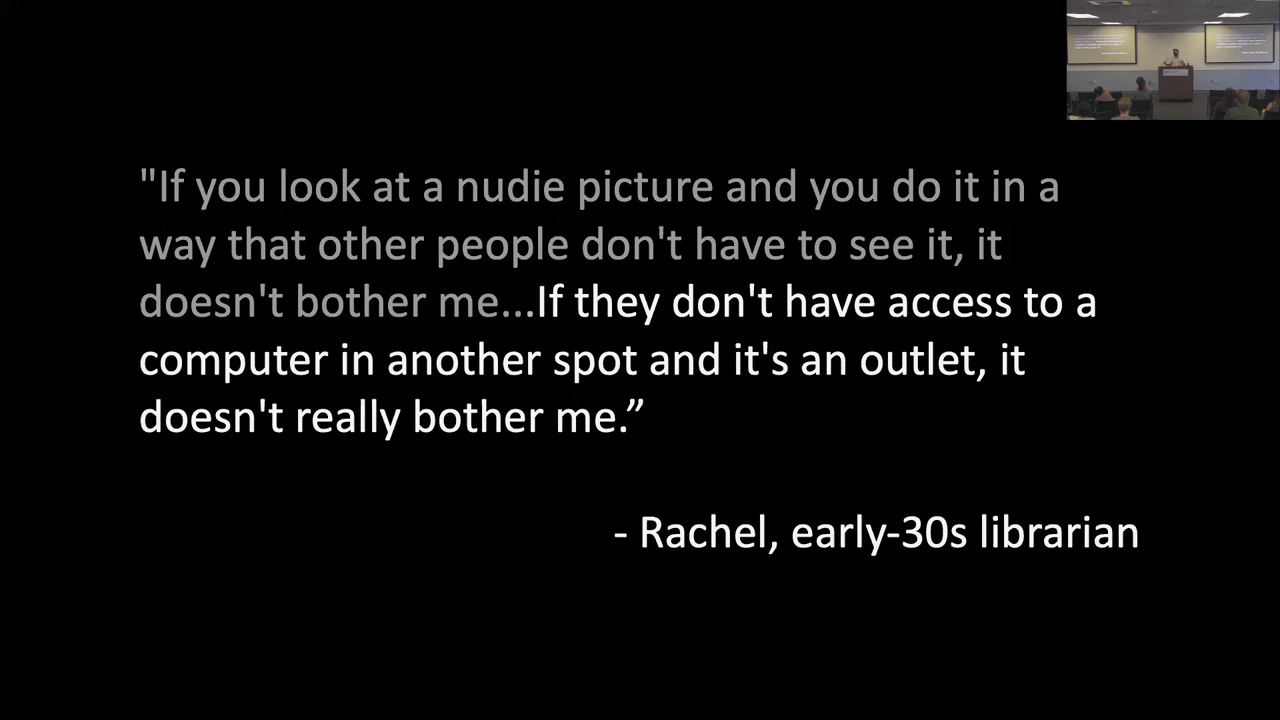 "If you look at a nudie picture and you do it in a
way that other people don't have to see it, it
doesn't bother me...If they don't have access to a
computer in another spot and it's an outlet, it
doesn't really bother me.”
- Rachel, early-30s librarian